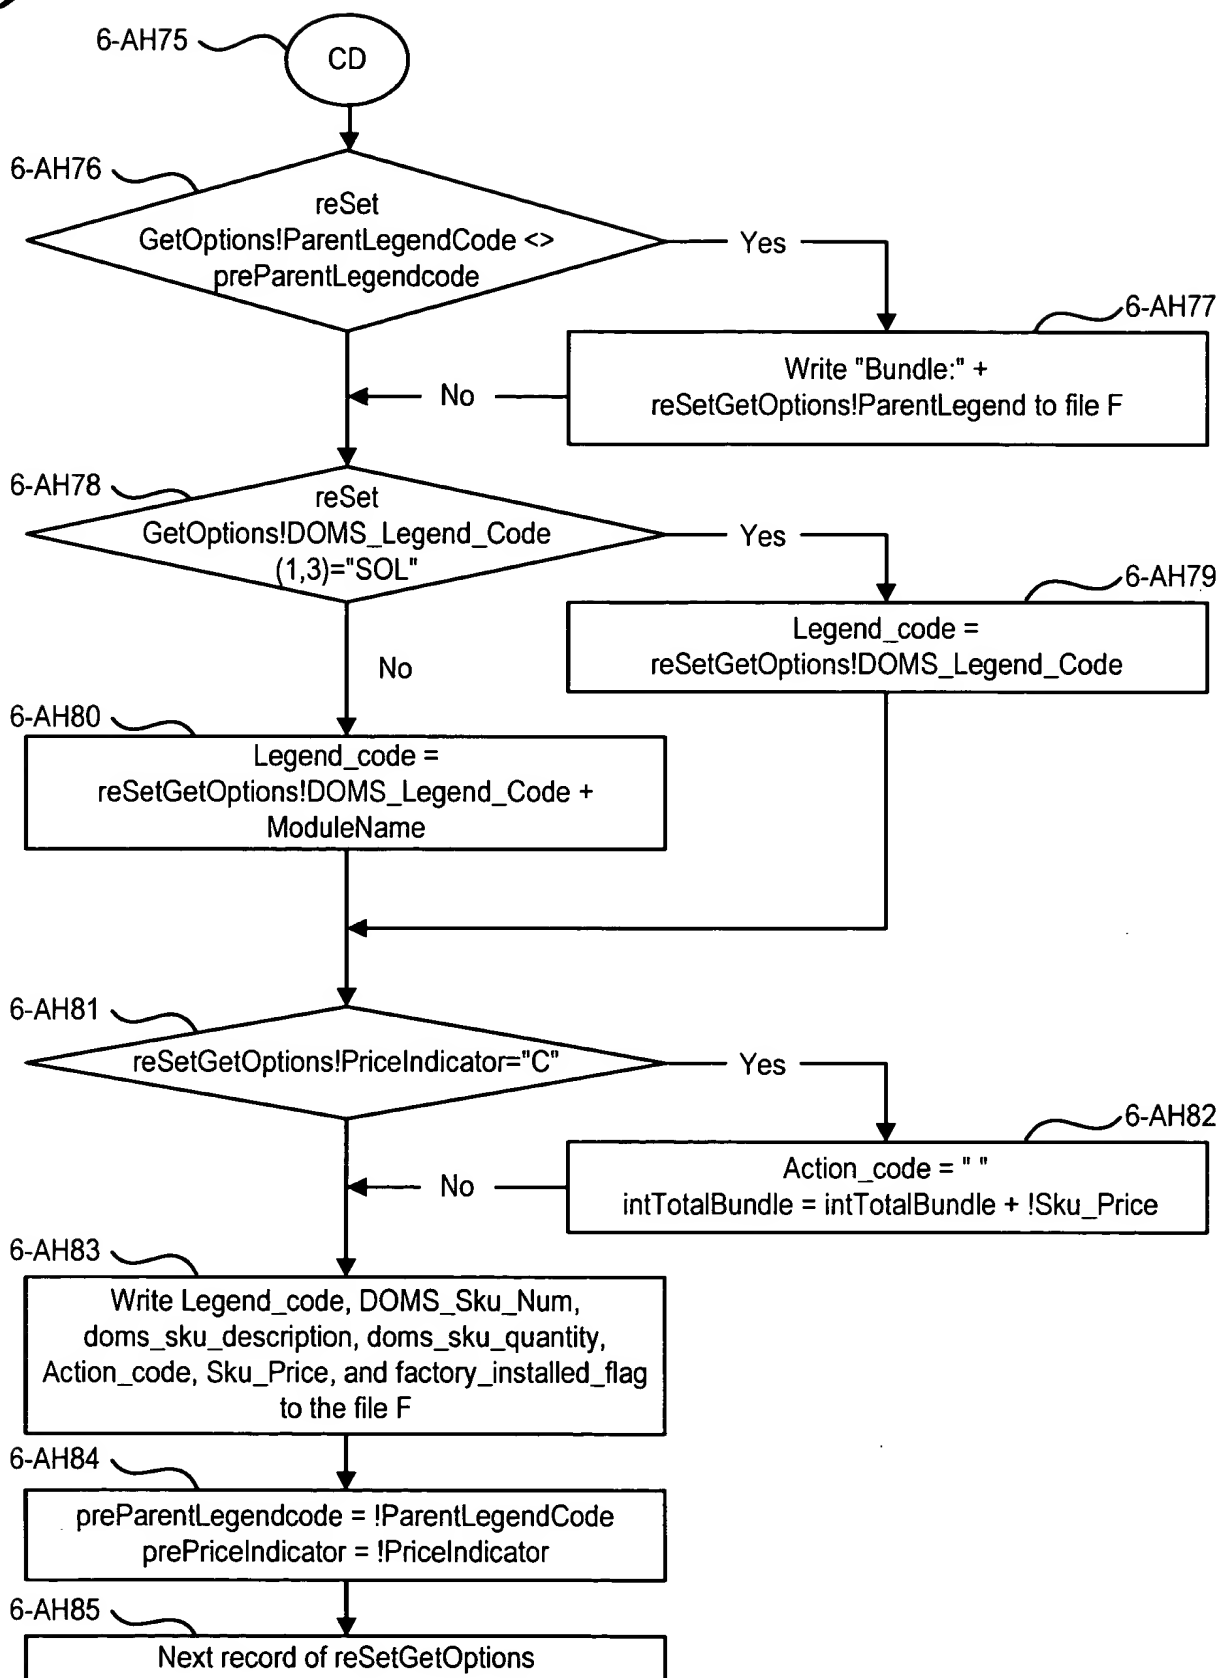 6-AH75
CD
6-AH76
reSet
GetOptions!ParentLegendCode <>
preParentLegendcode
Yes
6-AH77
Write "Bundle:" +
reSetGetOptions!ParentLegend to file F
No
6-AH78
reSet
GetOptions!DOMS_Legend_Code
(1,3)="SOL"
Yes
6-AH79
Legend_code =
reSetGetOptions!DOMS_Legend_Code
No
6-AH80
Legend_code =
reSetGetOptions!DOMS_Legend_Code +
ModuleName
6-AH81
reSetGetOptions!PriceIndicator="C"
Yes
6-AH82
Action_code = " "
intTotalBundle = intTotalBundle + !Sku_Price
No
6-AH83
Write Legend_code, DOMS_Sku_Num,
doms_sku_description, doms_sku_quantity,
Action_code, Sku_Price, and factory_installed_flag
to the file F
6-AH84
preParentLegendcode = !ParentLegendCode
prePriceIndicator = !PriceIndicator
6-AH85
Next record of reSetGetOptions